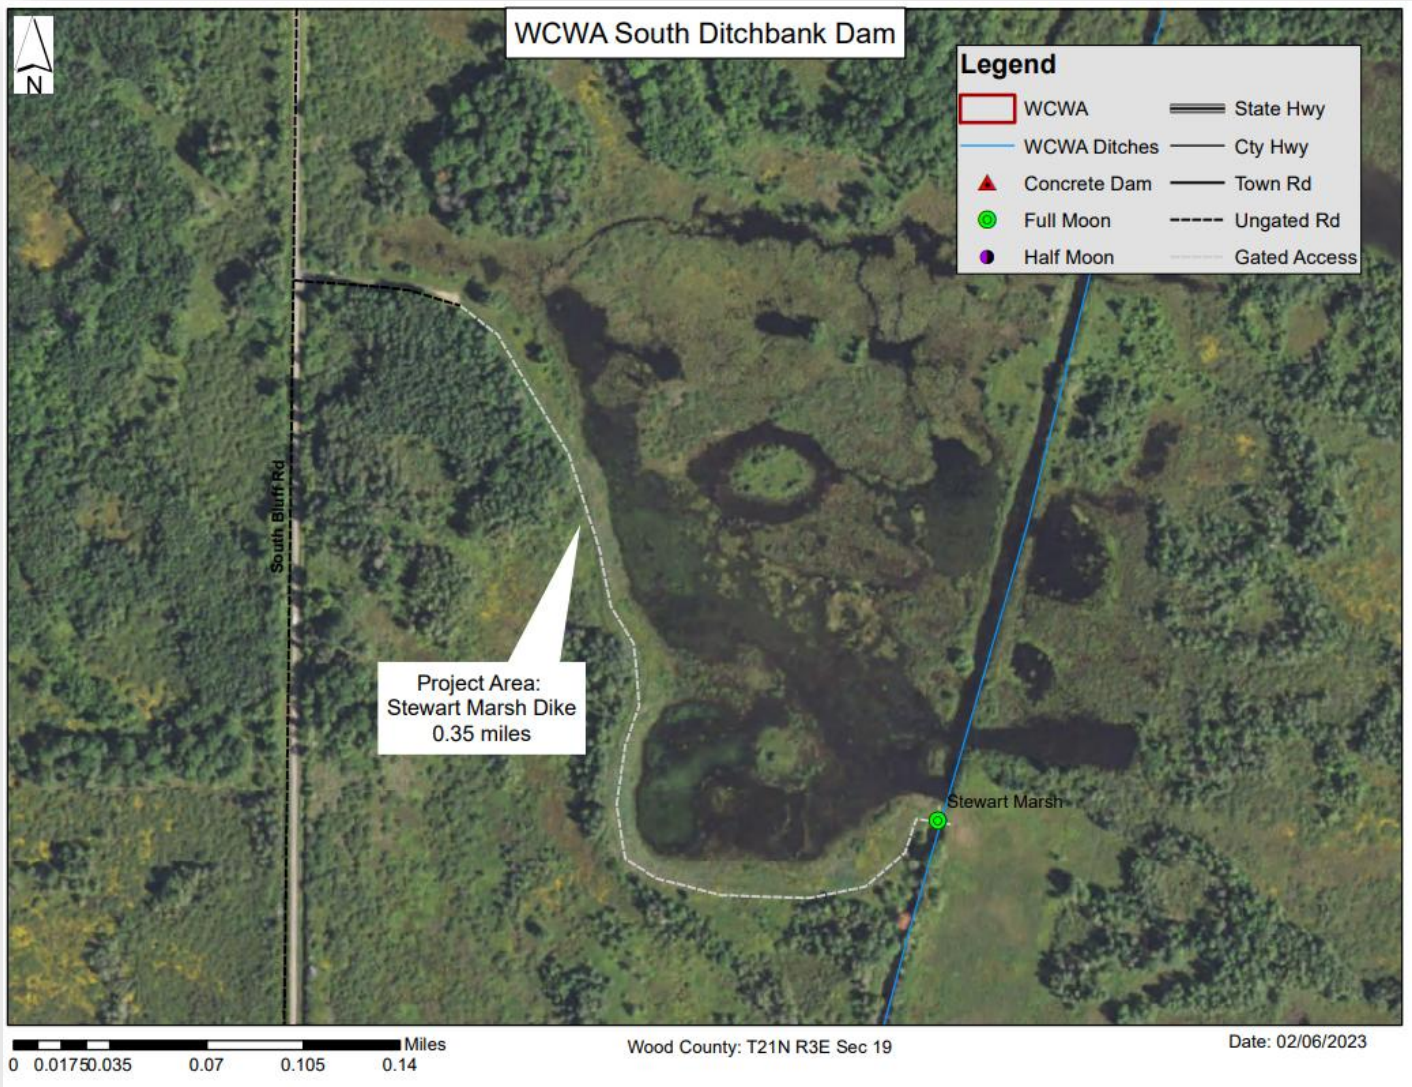 WCWA South Ditchbank Dam
N
Legend
WCWA
WCWA Ditches
Concrete Dam
Full Moon
Half Moon
State Hwy
Cty Hwy
Town Rd
Ungated Rd
Gated Access
South Bluff Rd
Project Area:
Stewart Marsh Dike
0.35 miles
Stewart Marsh
Miles
0 0.0175 0.035 0.07 0.105 0.14
Wood County: T21N R3E Sec 19
Date: 02/06/2023